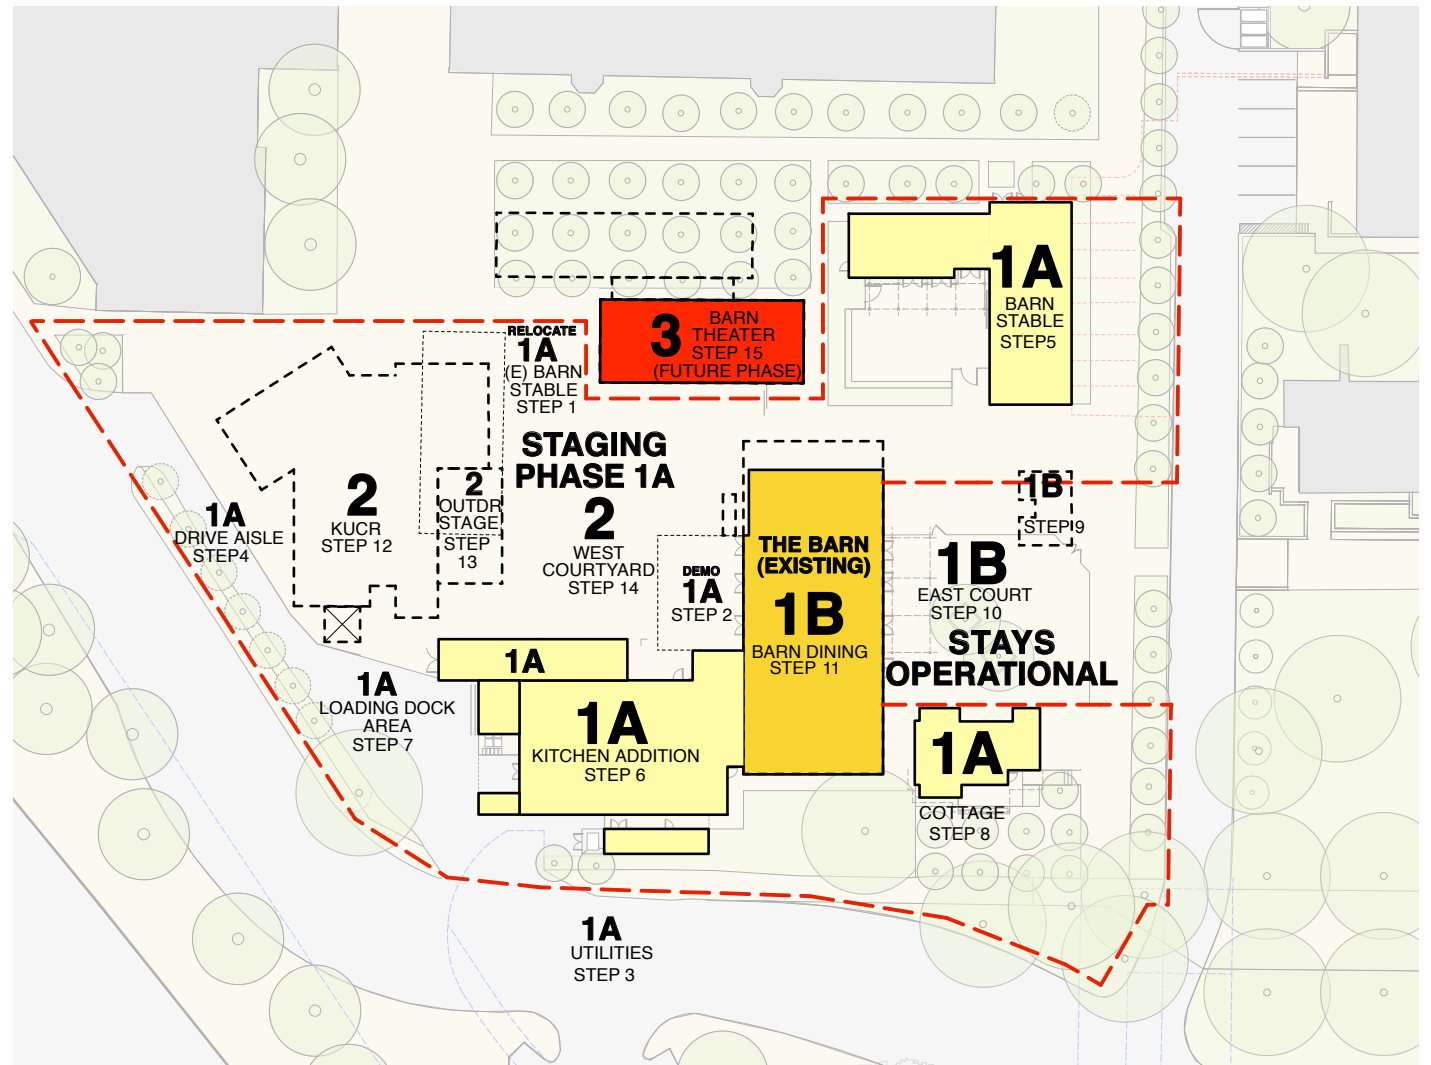 RELOCATE
1A
(E) BARN
STABLE
STEP 1
3
BARN
THEATER
STEP 15
(FUTURE PHASE)
1A
BARN
STABLE
STEP5
STAGING
PHASE 1A
2
WEST
COURTYARD
STEP 14
1A
DRIVE AISLE
STEP4
2
KUCR
STEP 12
2
OUTDR
STAGE
STEP
13
DEMO
1A
STEP 2
THE BARN
(EXISTING)
1B
BARN DINING
STEP 11
1B
STEP 9
1B
EAST COURT
STEP 10
STAYS
OPERATIONAL
1A
1A
LOADING DOCK
AREA
STEP 7
1A
KITCHEN ADDITION
STEP 6
1A
COTTAGE
STEP 8
1A
UTILITIES
STEP 3